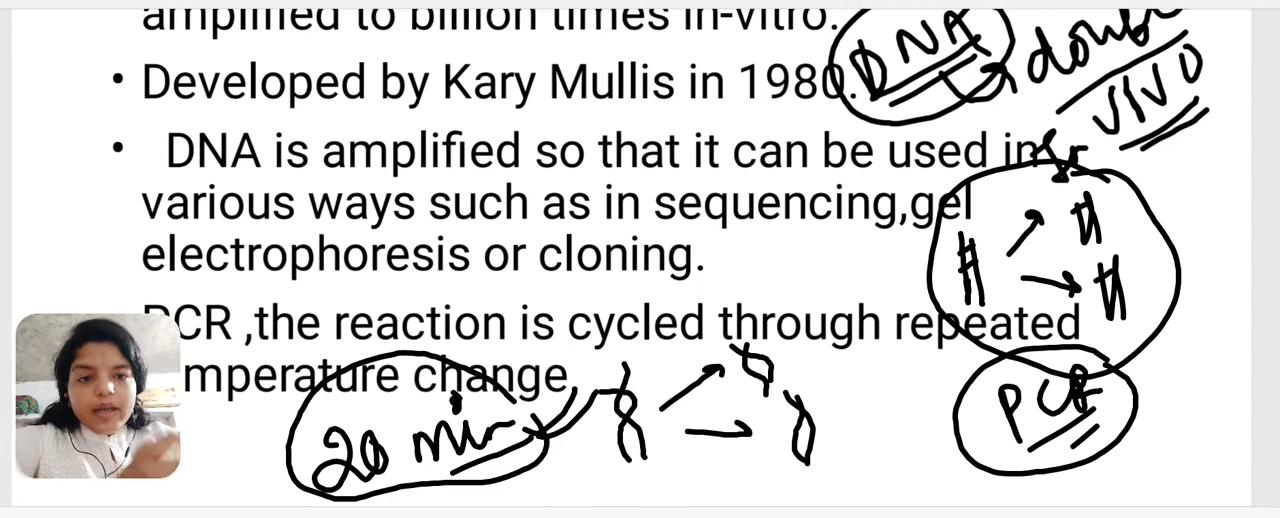 amplified to billion times in-vitro.
DNA
VIVO
• Developed by Kary Mullis in 1980.
• DNA is amplified so that it can be used in
various ways such as in sequencing,gel
electrophoresis or cloning.
PCR ,the reaction is cycled through repeated
mperature change.
20 min
PCR